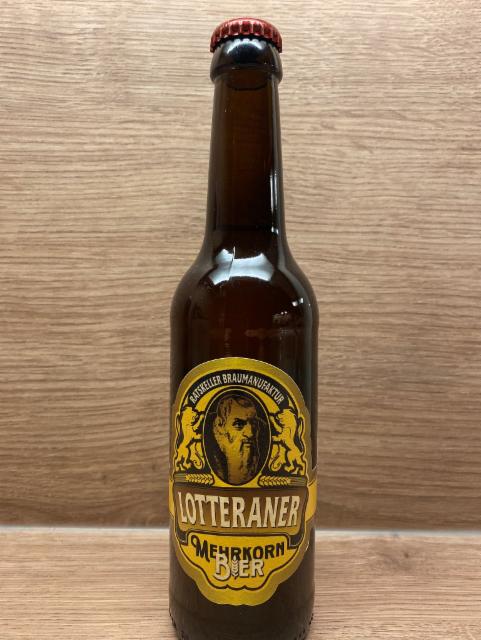 RATSKELLER BRAUMANUFAKTUR
LOTTERANER
MEHRKORN
BIER